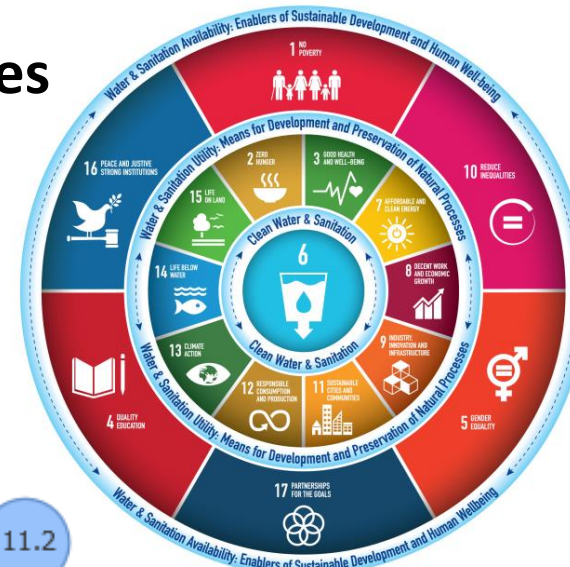 es
Water & Sanitation Availability: Enablers of Sustainable Development and Human Well-being
1 NO
POVERTY
16 PEACE AND JUSTIVE
STRONG INSTITUTIONS
10 REDUCE
INEQUALITIES
Water & Sanitation Utility: Means for Development and Preservation of Natural Processes
2 ZERO
HUNGER
3 GOOD HEALTH
AND WELL-BEING
15 LIFE
ON LAND
7 AFFORDABLE AND
CLEAN ENERGY
Clean Water & Sanitation
6
14 LIFE BELOW
WATER
8 DECENT WORK
AND ECONOMIC
GROWTH
13 CLIMATE
ACTION
9 INDUSTRY,
INNOVATION AND
INFRASTRUCTURE
Clean Water & Sanitation
12 RESPONSIBLE
CONSUMPTION
AND PRODUCTION
11 SUSTAINABLE
CITIES AND
COMMUNITIES
Water & Sanitation Utility: Means for Development and Preservation of Natural Processes
4 QUALITY
EDUCATION
5 GENDER
EQUALITY
17 PARTNERSHIPS
FOR THE GOALS
Water & Sanitation Availability: Enablers of Sustainable Development and Human Wellbeing
11.2